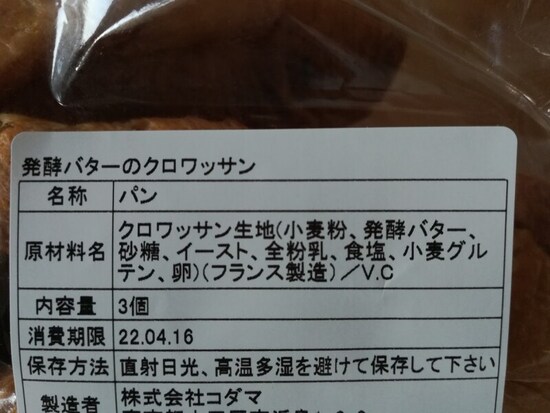 発酵バターのクロワッサン
名称 パン
原材料名 クロワッサン生地(小麦粉、発酵バター、
砂糖、イースト、全粉乳、食塩、小麦グル
テン、卵)(フランス製造)/V.C
内容量 3個
消費期限 22.04.16
保存方法 直射日光、高温多湿を避けて保存して下さい
製造者 株式会社コダマ